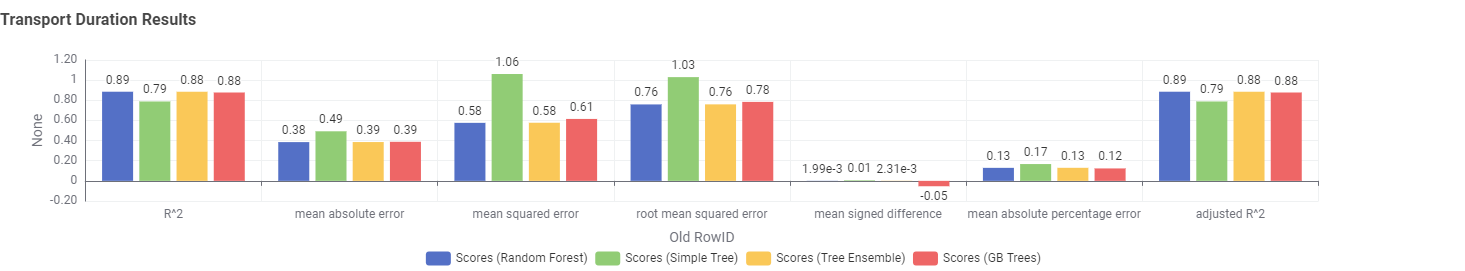 Transport Duration Results
1.20
1
0.80
0.60
0.40
0.20
0
-0.20
None
0.89 0.79 0.88 0.88
0.38 0.49 0.39 0.39
0.58 1.06 0.58 0.61
0.76 1.03 0.76 0.78
1.99e-3 0.01 2.31e-3 -0.05
0.13 0.17 0.13 0.12
0.89 0.79 0.88 0.88
R^2 mean absolute error mean squared error root mean squared error mean signed difference mean absolute percentage error adjusted R^2
Old RowID
Scores (Random Forest) Scores (Simple Tree) Scores (Tree Ensemble) Scores (GB Trees)